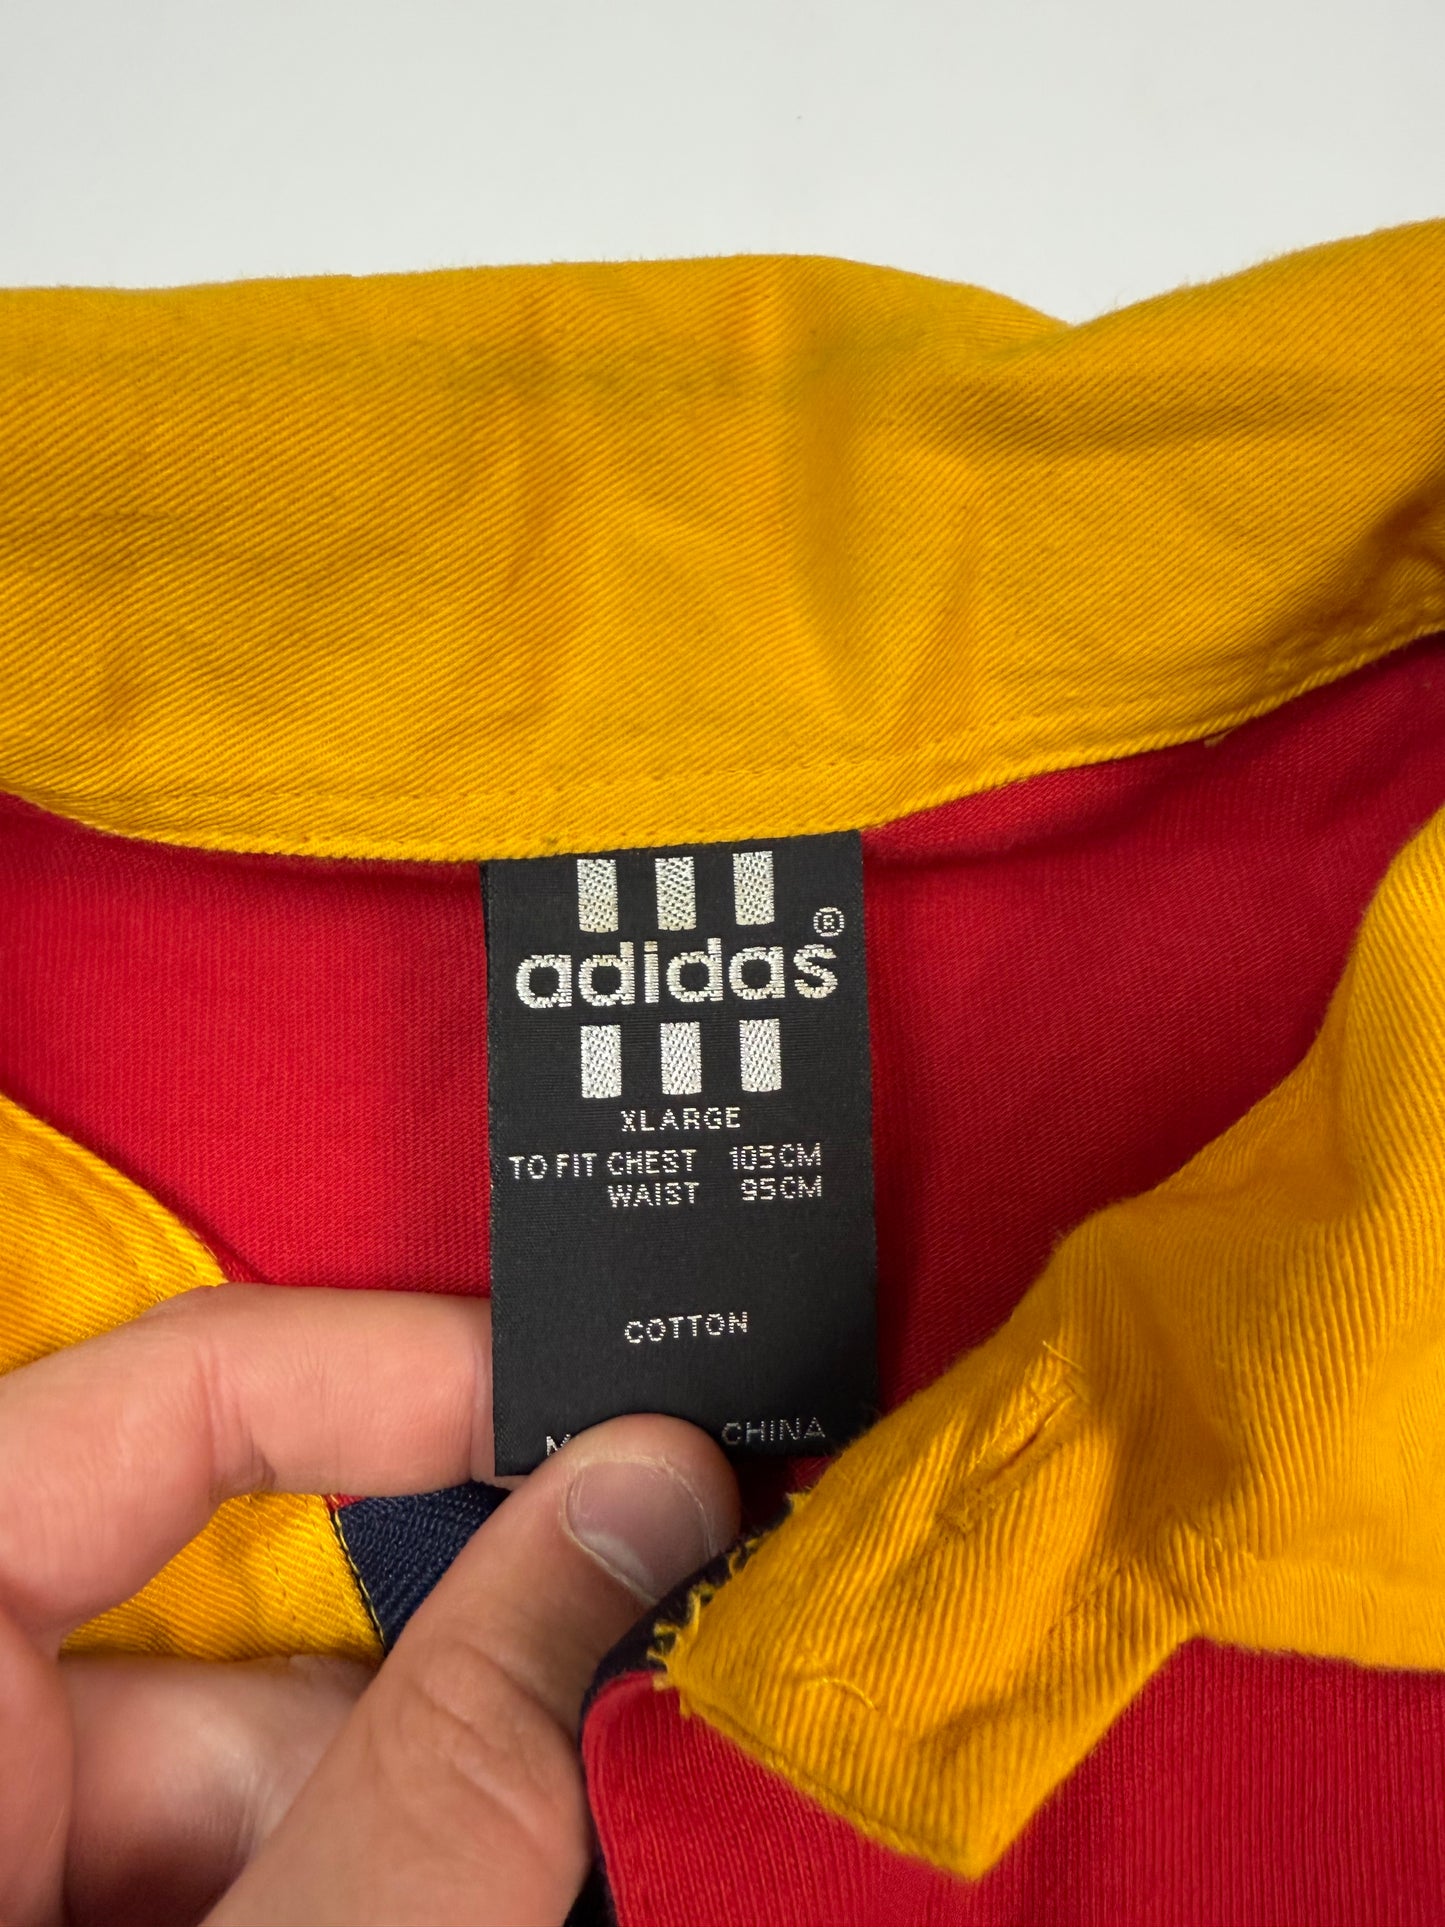 adidas®
XLARGE
TO FIT CHEST 105CM
WAIST 95CM
COTTON
CHINA